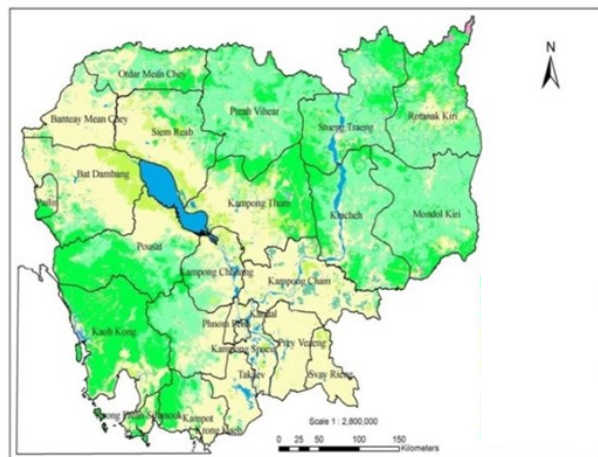 N
Otdar Mean Chey
Preah Vihear
Stueng Traeng
Rotanak Kiri
Banteay Mean Chey
Siem Reab
Bat Dambang
Kampong Thum
Kracheh
Mondol Kiri
Pailin
Pousat
Kampong Chhnang
Kampong Cham
Kaoh Kong
Phnom Penh
Kandal
Kampong Spueu
Prey Veaeng
Takaev
Svay Rieng
Kampot
Scale 1 : 2,800,000
0 25 50 100 150
Kilometers